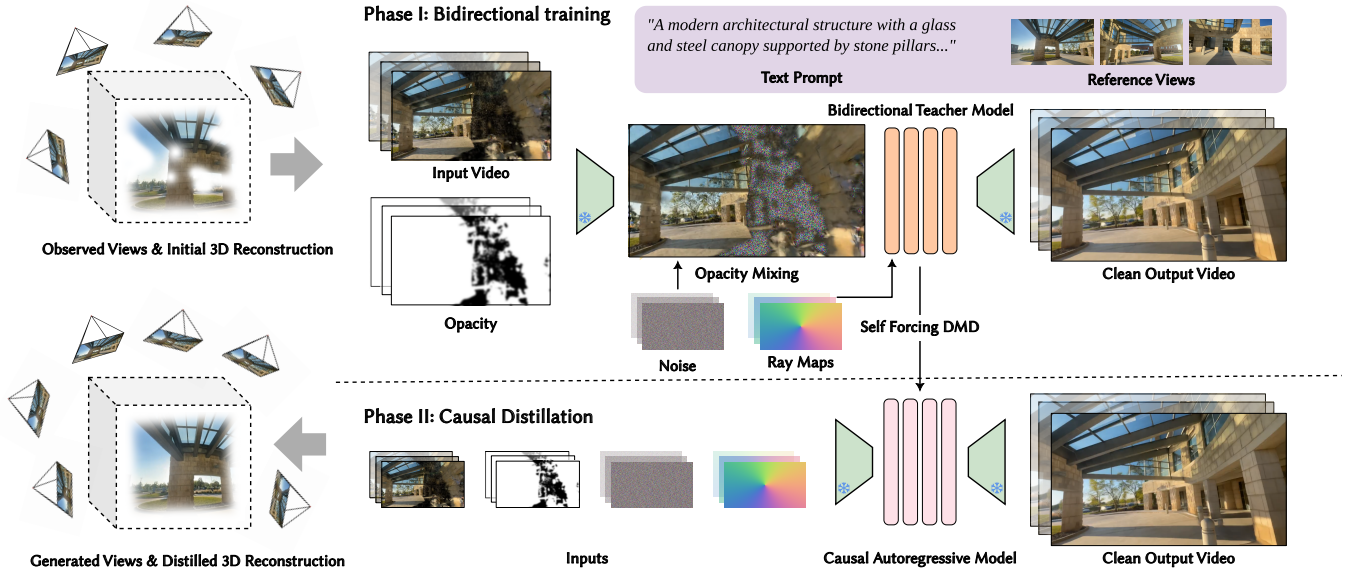 Phase I: Bidirectional training
"A modern architectural structure with a glass
and steel canopy supported by stone pillars..."
Text Prompt
Reference Views
Bidirectional Teacher Model
Input Video
Observed Views & Initial 3D Reconstruction
Opacity Mixing
Clean Output Video
Opacity
Noise
Ray Maps
Self Forcing DMD
Phase II: Causal Distillation
Generated Views & Distilled 3D Reconstruction
Inputs
Causal Autoregressive Model
Clean Output Video